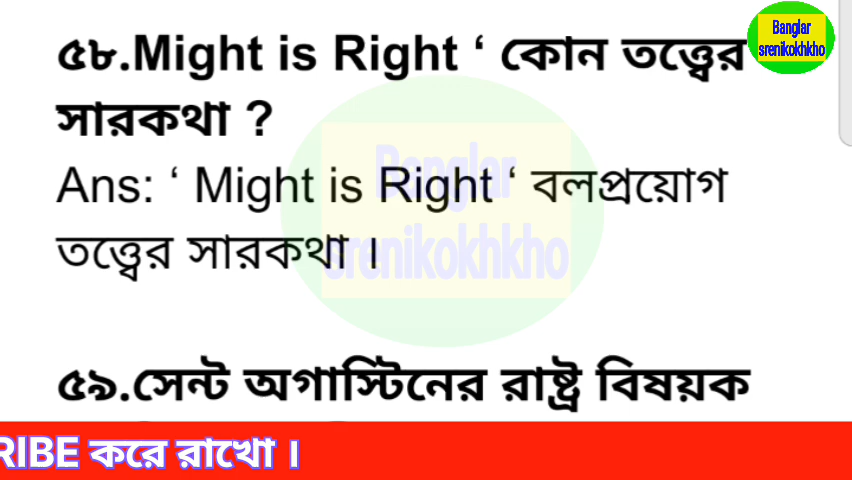 Banglar
srenikokhkho
৫৮.Might is Right ‘ কোন তত্ত্বের
সারকথা ?
Ans: ‘ Might is Right ‘ বলপ্রয়োগ
তত্ত্বের সারকথা ।
Banglar
srenikokhkho
৫৯.সেন্ট অগাস্টিনের রাষ্ট্র বিষয়ক
RIBE করে রাখো ।